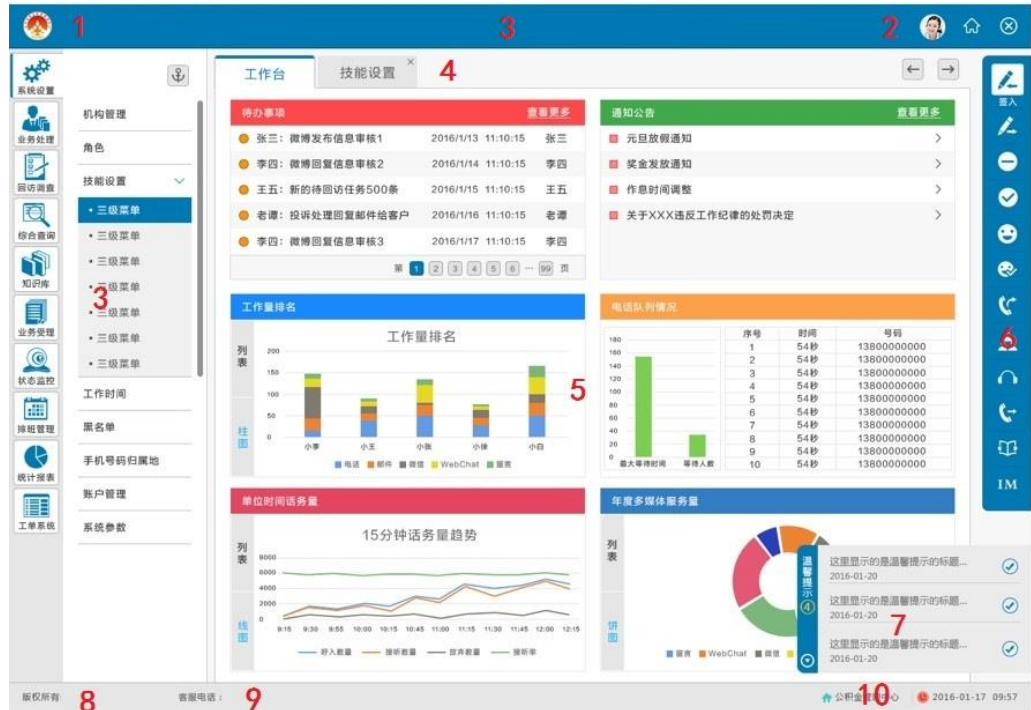 1
3
2
系统设置
业务处理
回访调查
综合查询
知识库
业务受理
状态监控
排班管理
统计报表
工单系统
机构管理
角色
技能设置
• 三级菜单
• 三级菜单
• 三级菜单
三级菜单
• 三级菜单
• 三级菜单
• 三级菜单
3
工作时间
黑名单
手机号码归属地
账户管理
系统参数
工作台 技能设置 × 4
待办事项 查看更多
张三：微博发布信息审核1 2016/1/13 11:10:15 张三
李四：微博回复信息审核2 2016/1/14 11:10:15 李四
王五：新的待回访任务500条 2016/1/15 11:10:15 王五
老谭：投诉处理回复邮件给客户 2016/1/16 11:10:15 老谭
李四：微博回复信息审核3 2016/1/17 11:10:15 李四
第 1 2 3 4 5 6 ··· 99 页
通知公告 查看更多
元旦放假通知
奖金发放通知
作息时间调整
关于XXX违反工作纪律的处罚决定
工作量排名
列表
柱图
工作量排名
200
150
100
50
0
小李 小王 小张 小徐 小白
电话 邮件 微信 WebChat 留言
5
电话队列情况
180
160
140
120
100
80
60
40
20
0
最大等待时间 等待人数
序号 时间 号码
1 54秒 13800000000
2 54秒 13800000000
3 54秒 13800000000
4 54秒 13800000000
5 54秒 13800000000
6 54秒 13800000000
7 54秒 13800000000
8 54秒 13800000000
9 54秒 13800000000
10 54秒 13800000000
单位时间话务量
列表
线图
15分钟话务量趋势
8000
6000
4000
2000
0
9:15 9:30 9:55 10:00 10:15 10:45 11:00 11:15 11:30 11:45 12:00 12:15
呼入数量 接听数量 放弃数量 接听率
年度多媒体服务量
列表
饼图
留言 WebChat 微信
温馨提示
4
这里显示的是温馨提示的标题...
2016-01-20
这里显示的是温馨提示的标题...
2016-01-20
7
这里显示的是温馨提示的标题...
2016-01-20
签入
6
IM
版权所有 8 客服电话： 9
公积金管理中心 10 2016-01-17 09:57